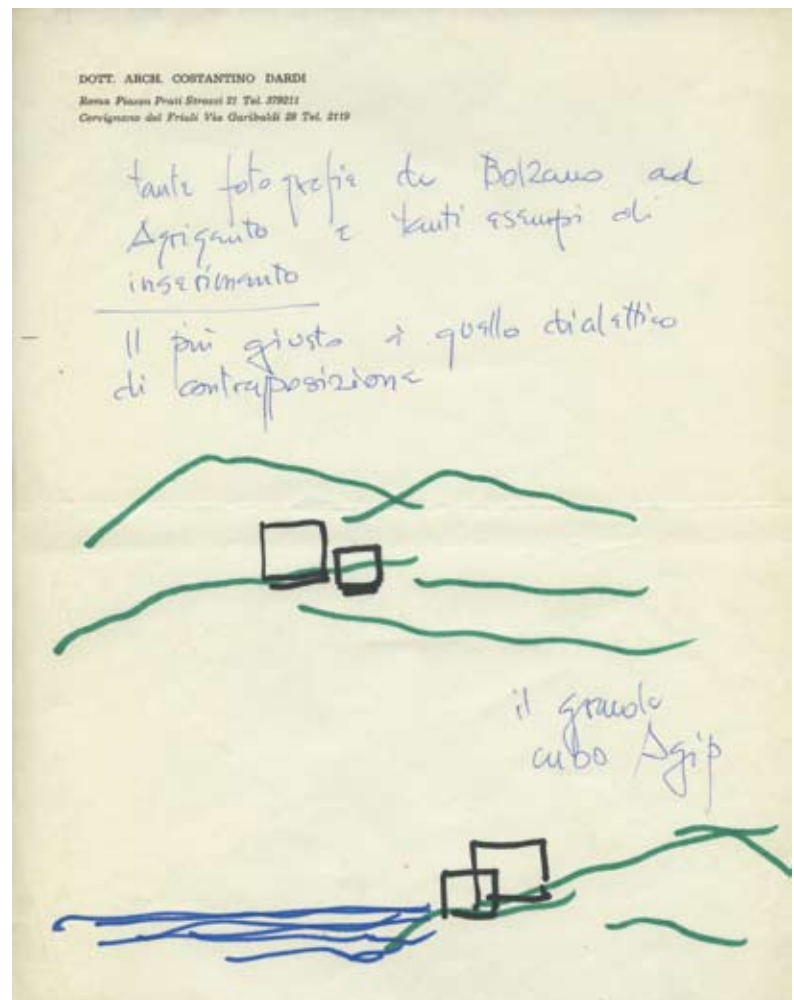 DOTT. ARCH. COSTANTINO DARDI
Roma Piazza Prati Strozzi 21 Tel. 379211
Cervignano del Friuli Via Garibaldi 28 Tel. 2119
tante fotografie da Bolzano ad
Agrigento e tanti esempi di
inserimento
Il più giusto è quello dialettico
di contrapposizione
il grande
cubo Agip